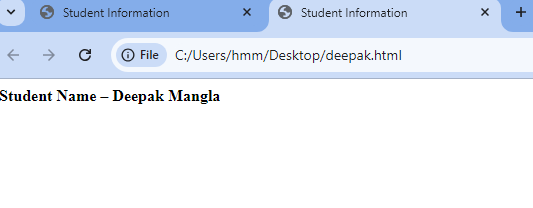 Student Information
Student Information
File C:/Users/hmm/Desktop/deepak.html
Student Name – Deepak Mangla